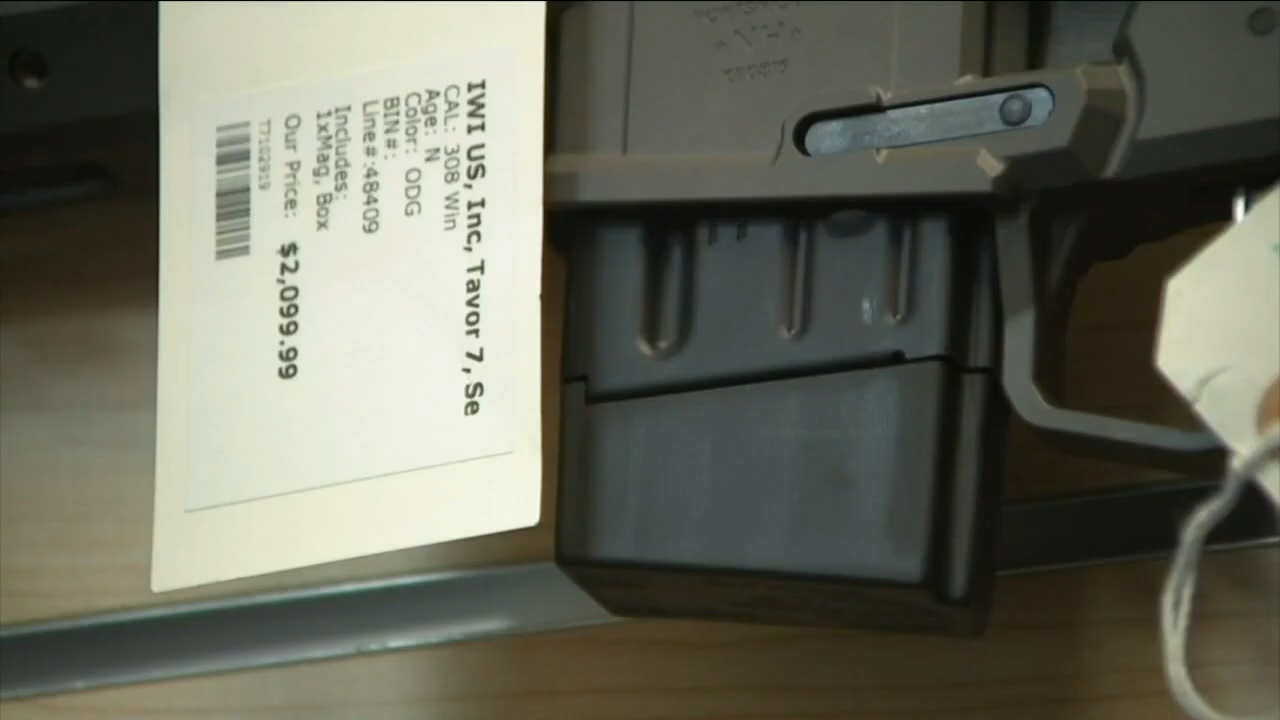 IWI US, Inc, Tavor 7, Se
CAL: 308 Win
Age: N
Color: ODG
BIN#:
Line#:48409
Includes:
1xMag, Box
Our Price: $2,099.99
T7102919